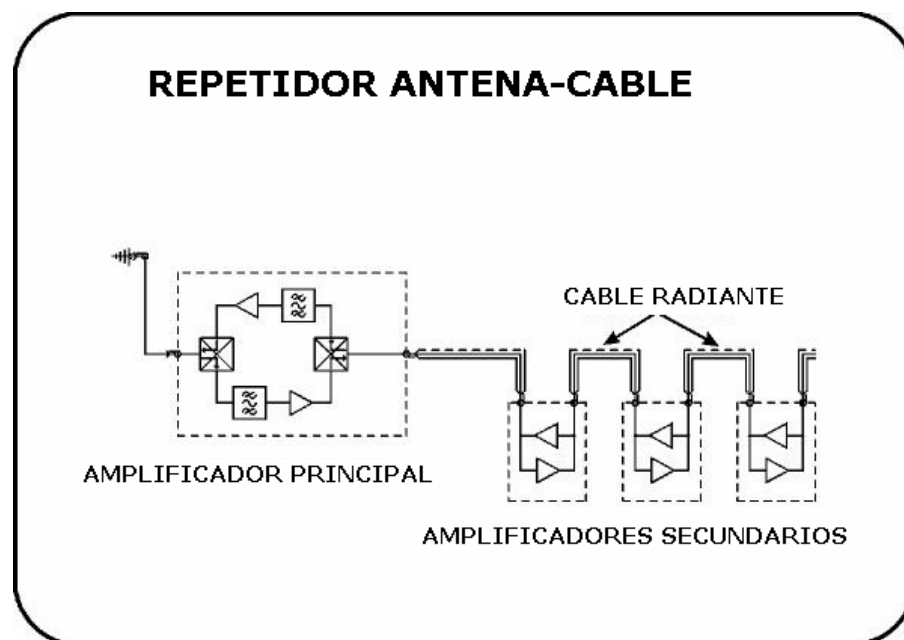 REPETIDOR ANTENA-CABLE
CABLE RADIANTE
AMPLIFICADOR PRINCIPAL
AMPLIFICADORES SECUNDARIOS